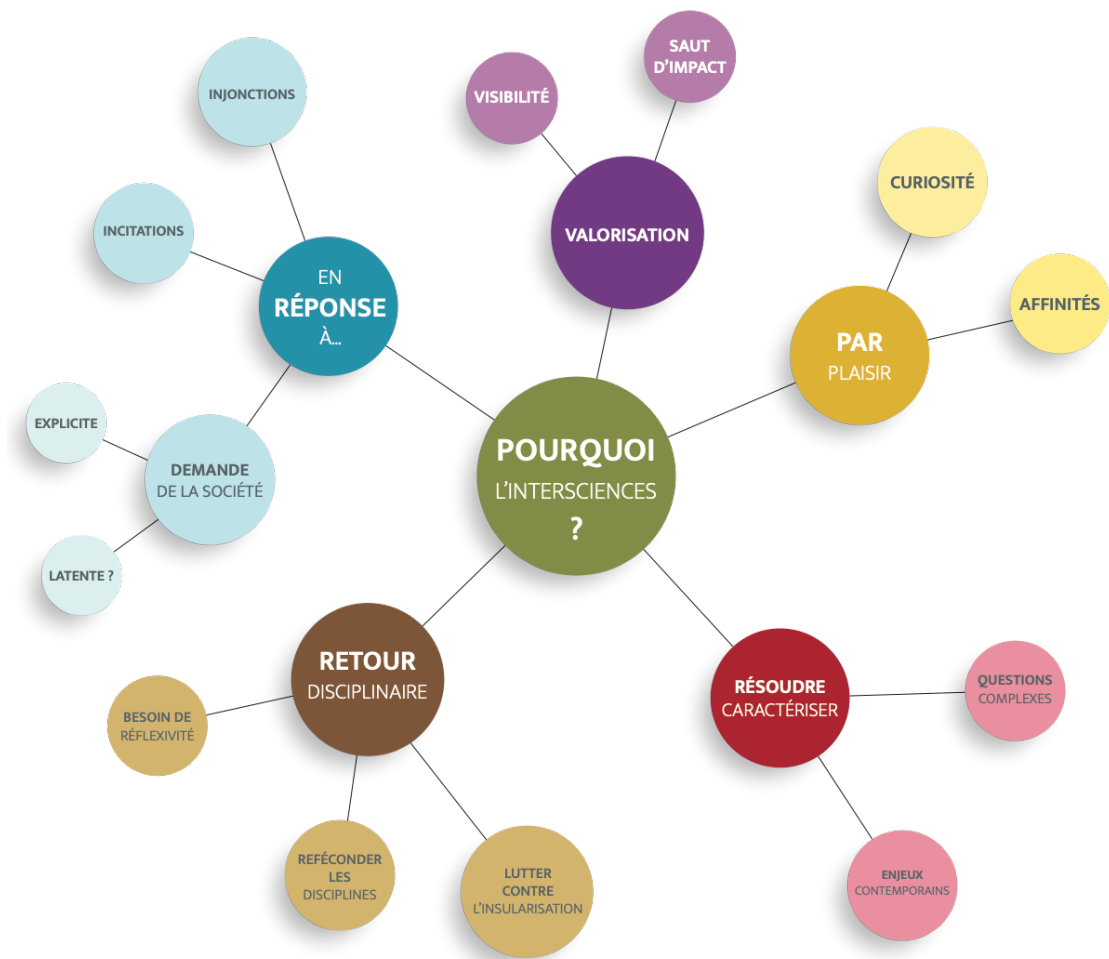 SAUT
D'IMPACT
VISIBILITÉ
INJONCTIONS
VALORISATION
CURIOSITÉ
INCITATIONS
EN
RÉPONSE
À...
AFFINITÉS
PAR
PLAISIR
POURQUOI
L'INTERSCIENCES
?
EXPLICITE
DEMANDE
DE LA SOCIÉTÉ
LATENTE ?
RETOUR
DISCIPLINAIRE
RÉSOUDRE
CARACTÉRISER
QUESTIONS
COMPLEXES
BESOIN DE
RÉFLEXIVITÉ
REFÉCONDER
LES
DISCIPLINES
LUTTER
CONTRE
L'INSULARISATION
ENJEUX
CONTEMPORAINS